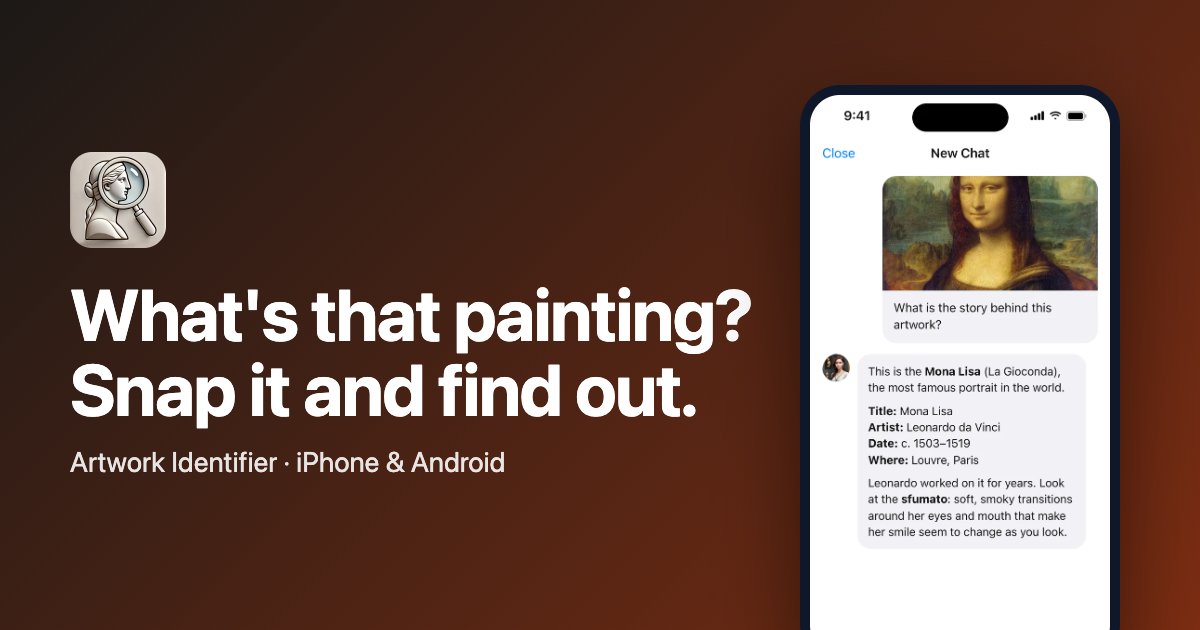 What's that painting?
Snap it and find out.
Artwork Identifier · iPhone & Android
9:41
Close
New Chat
What is the story behind this
artwork?
This is the Mona Lisa (La Gioconda),
the most famous portrait in the world.
Title: Mona Lisa
Artist: Leonardo da Vinci
Date: c. 1503–1519
Where: Louvre, Paris
Leonardo worked on it for years. Look
at the sfumato: soft, smoky transitions
around her eyes and mouth that make
her smile seem to change as you look.